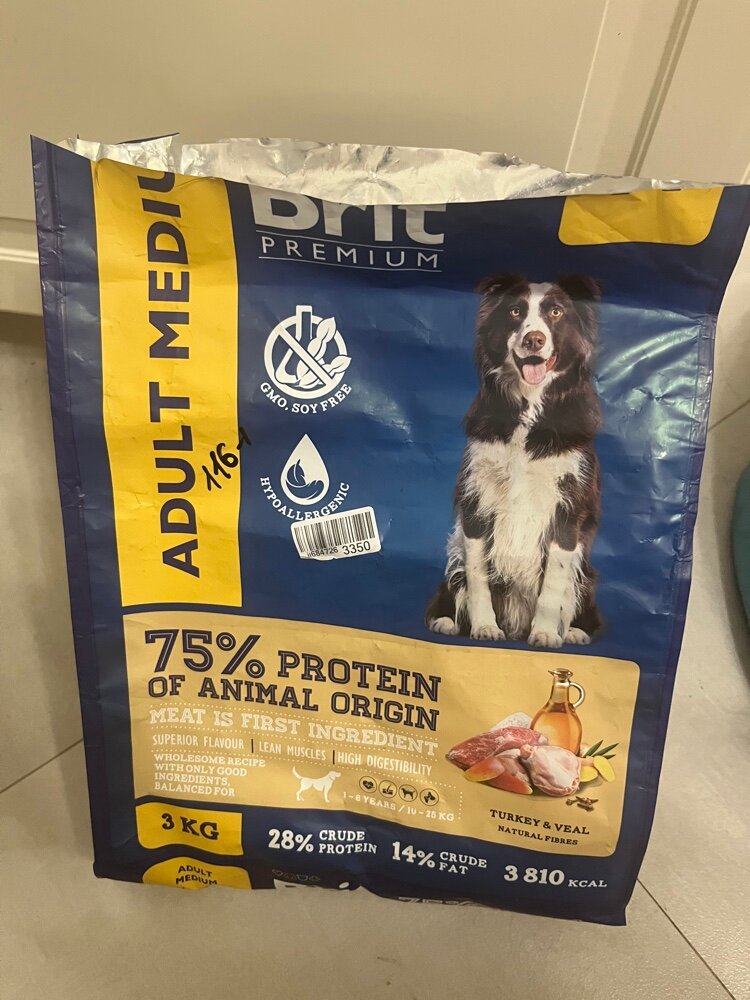 Brit
PREMIUM
ADULT MEDIU
GMO, SOY FREE
116
HYPOALLERGENIC
3350
75% PROTEIN
OF ANIMAL ORIGIN
MEAT IS FIRST INGREDIENT
SUPERIOR FLAVOUR | LEAN MUSCLES | HIGH DIGESTIBILITY
WHOLESOME RECIPE
WITH ONLY GOOD
INGREDIENTS,
BALANCED FOR
1-6 YEARS / 10-25 KG
TURKEY & VEAL
NATURAL FIBRES
3 KG
28% CRUDE PROTEIN
14% CRUDE FAT
3 810 KCAL
ADULT
MEDIUM